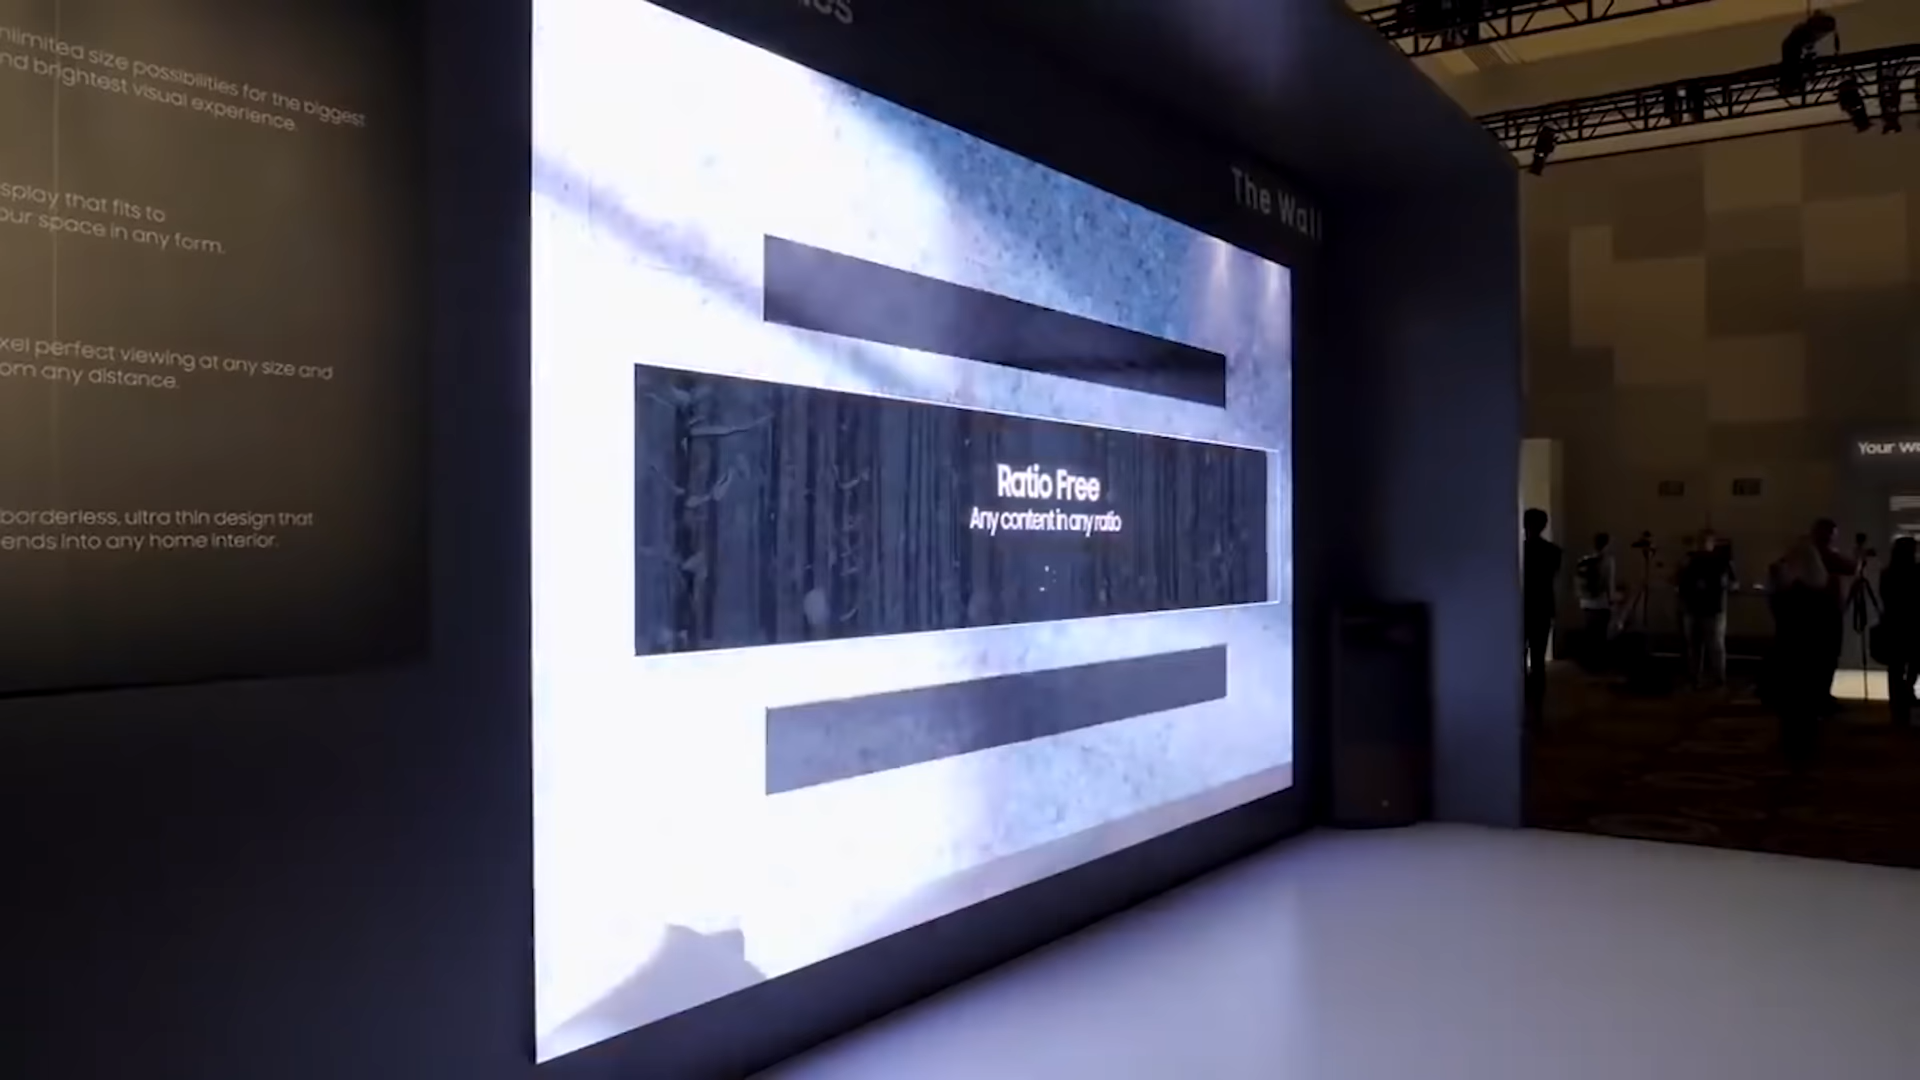 nlimited size possibilities for the biggest
nd brightest visual experience.
splay that fits to
our space in any form.
xel perfect viewing at any size and
om any distance.
borderless, ultra thin design that
ends into any home interior.
The Wall
Ratio Free
Any content in any ratio
Your